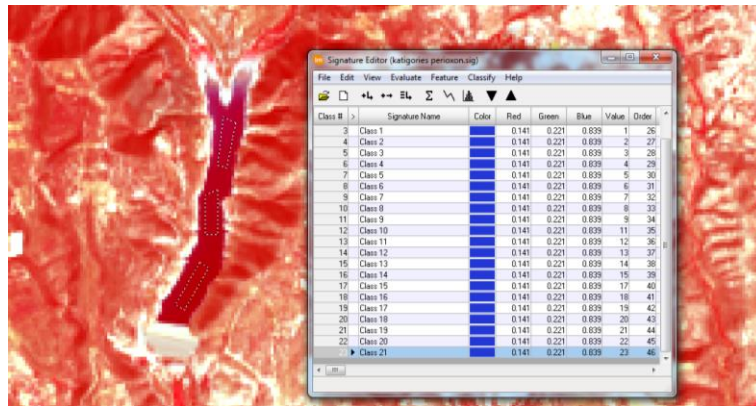 Signature Editor (katigories perioxon.sig)
File Edit View Evaluate Feature Classify Help
Class # > Signature Name Color Red Green Blue Value Order
3 Class 1 0.141 0.221 0.839 1 26
4 Class 2 0.141 0.221 0.839 2 27
5 Class 3 0.141 0.221 0.839 3 28
6 Class 4 0.141 0.221 0.839 4 29
7 Class 5 0.141 0.221 0.839 5 30
8 Class 6 0.141 0.221 0.839 6 31
9 Class 7 0.141 0.221 0.839 7 32
10 Class 8 0.141 0.221 0.839 8 33
11 Class 9 0.141 0.221 0.839 9 34
12 Class 10 0.141 0.221 0.839 11 35
13 Class 11 0.141 0.221 0.839 12 36
14 Class 12 0.141 0.221 0.839 13 37
15 Class 13 0.141 0.221 0.839 14 38
16 Class 14 0.141 0.221 0.839 15 39
17 Class 15 0.141 0.221 0.839 17 40
18 Class 16 0.141 0.221 0.839 18 41
19 Class 17 0.141 0.221 0.839 19 42
20 Class 18 0.141 0.221 0.839 20 43
21 Class 19 0.141 0.221 0.839 21 44
22 Class 20 0.141 0.221 0.839 22 45
Class 21 0.141 0.221 0.839 23 46